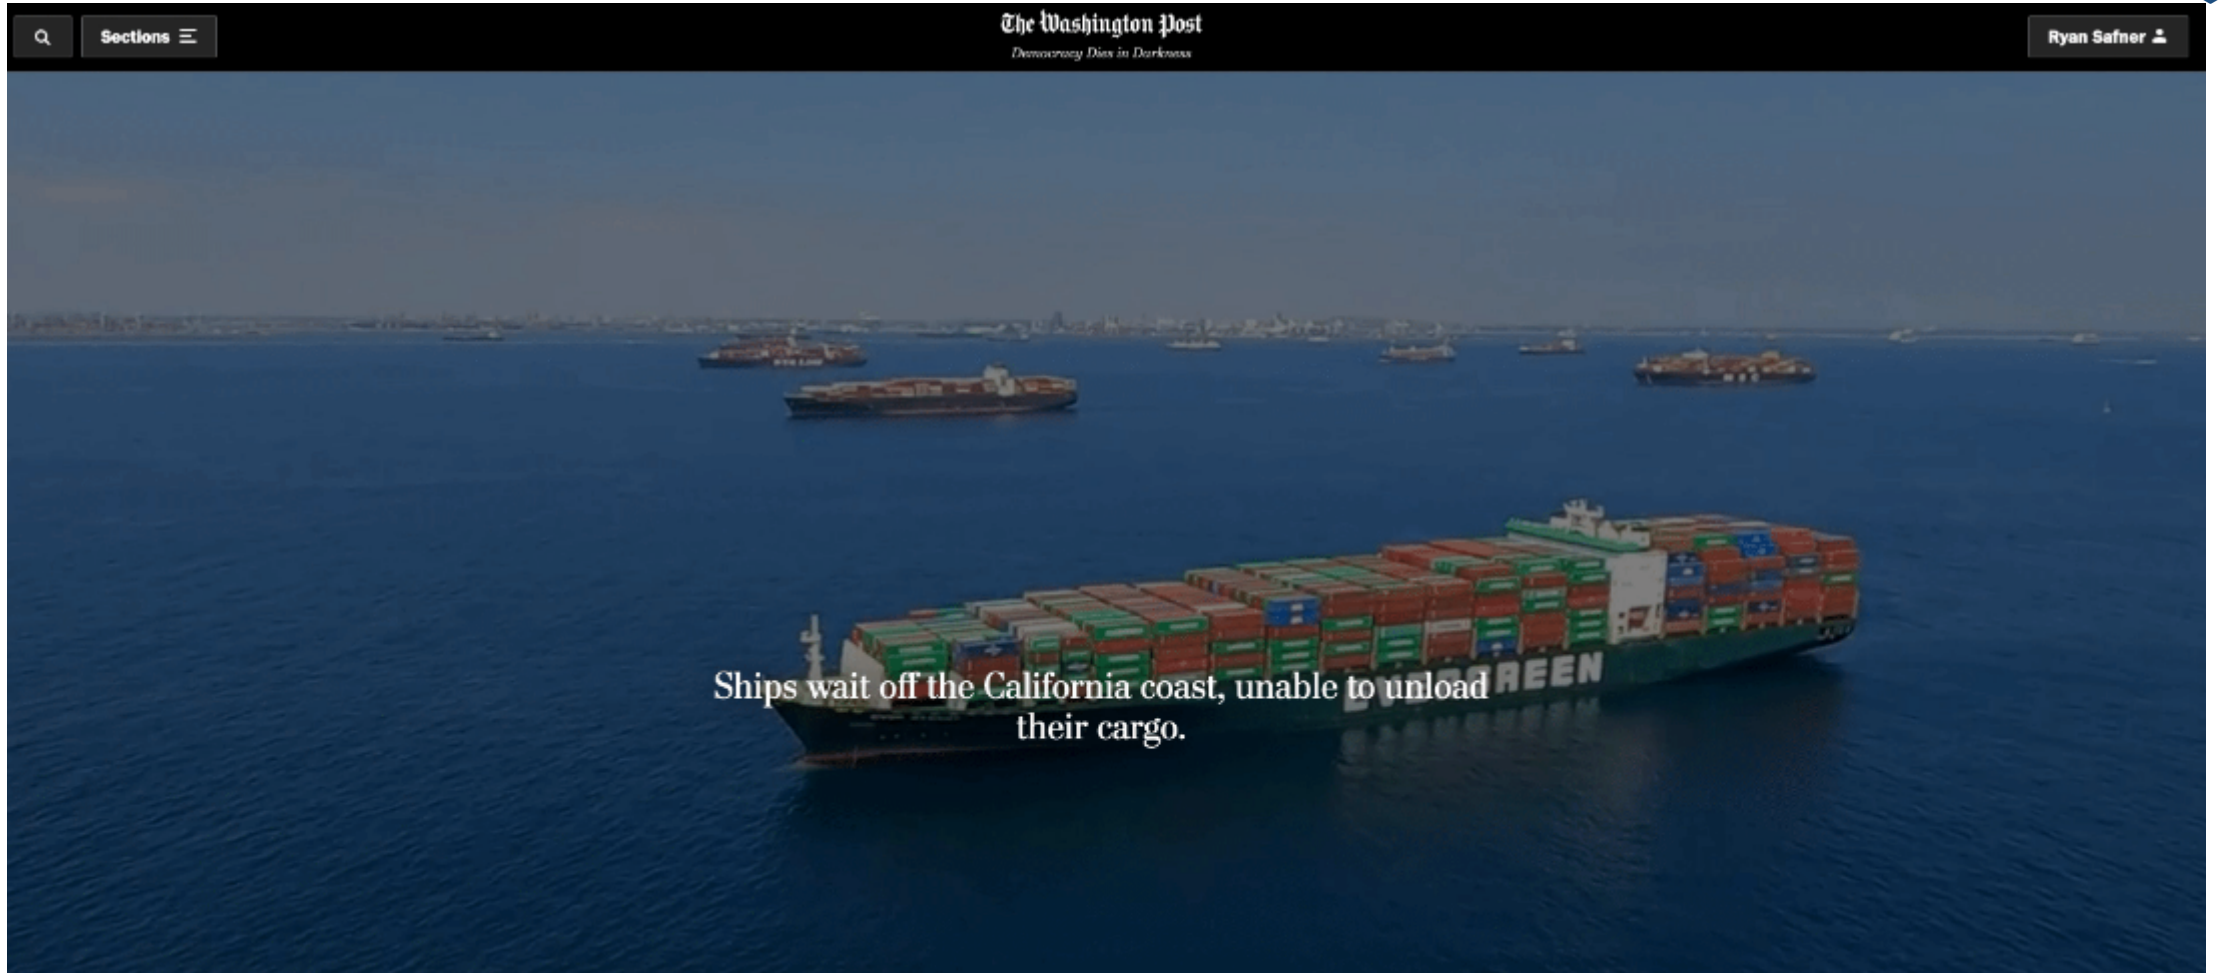 Sections
The Washington Post
Democracy Dies in Darkness
Ryan Safner
Ships wait off the California coast, unable to unload
their cargo.
EVERGREEN